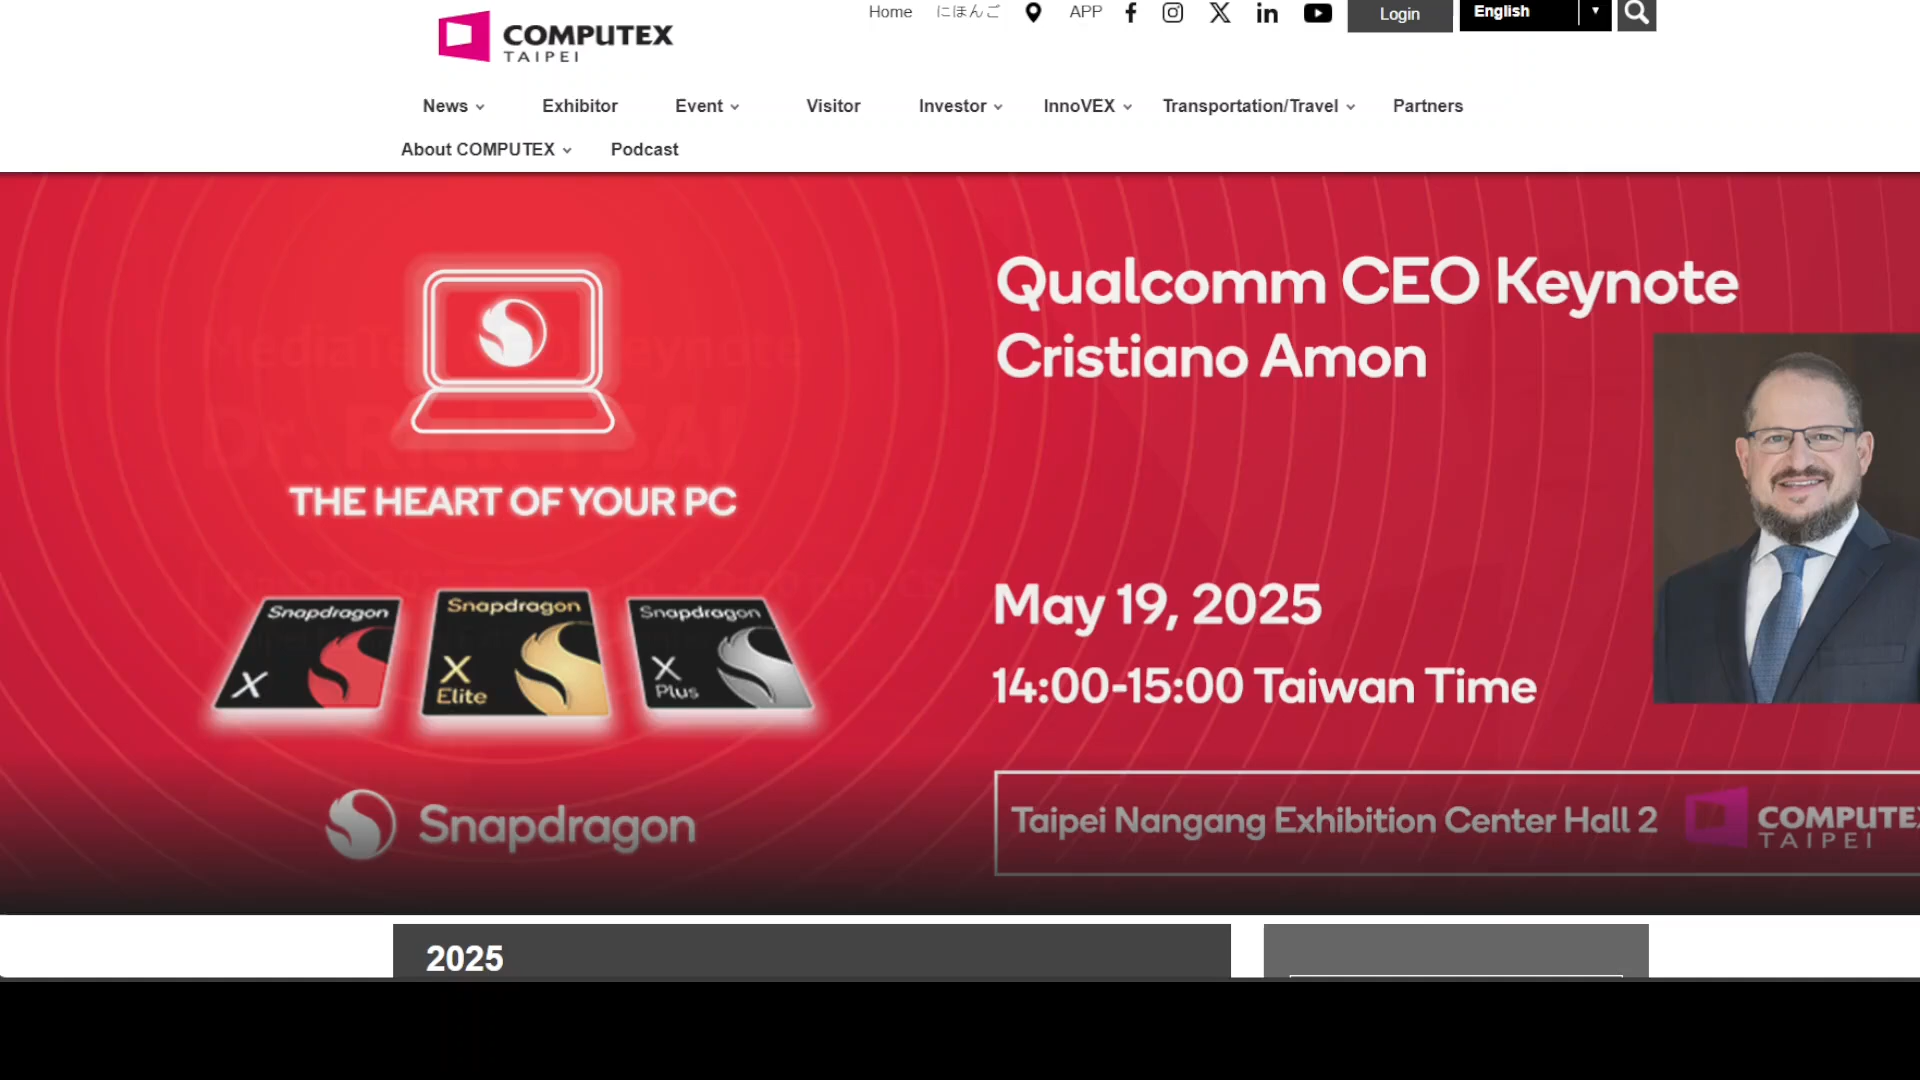 COMPUTEX
TAIPEI
Home にほんご APP Login English
News Exhibitor Event Visitor Investor InnoVEX Transportation/Travel Partners
About COMPUTEX Podcast
Qualcomm CEO Keynote
Cristiano Amon
THE HEART OF YOUR PC
May 19, 2025
14:00-15:00 Taiwan Time
Snapdragon
X
Snapdragon
X
Elite
Snapdragon
X
Plus
Snapdragon
Taipei Nangang Exhibition Center Hall 2
COMPUTEX
TAIPEI
2025